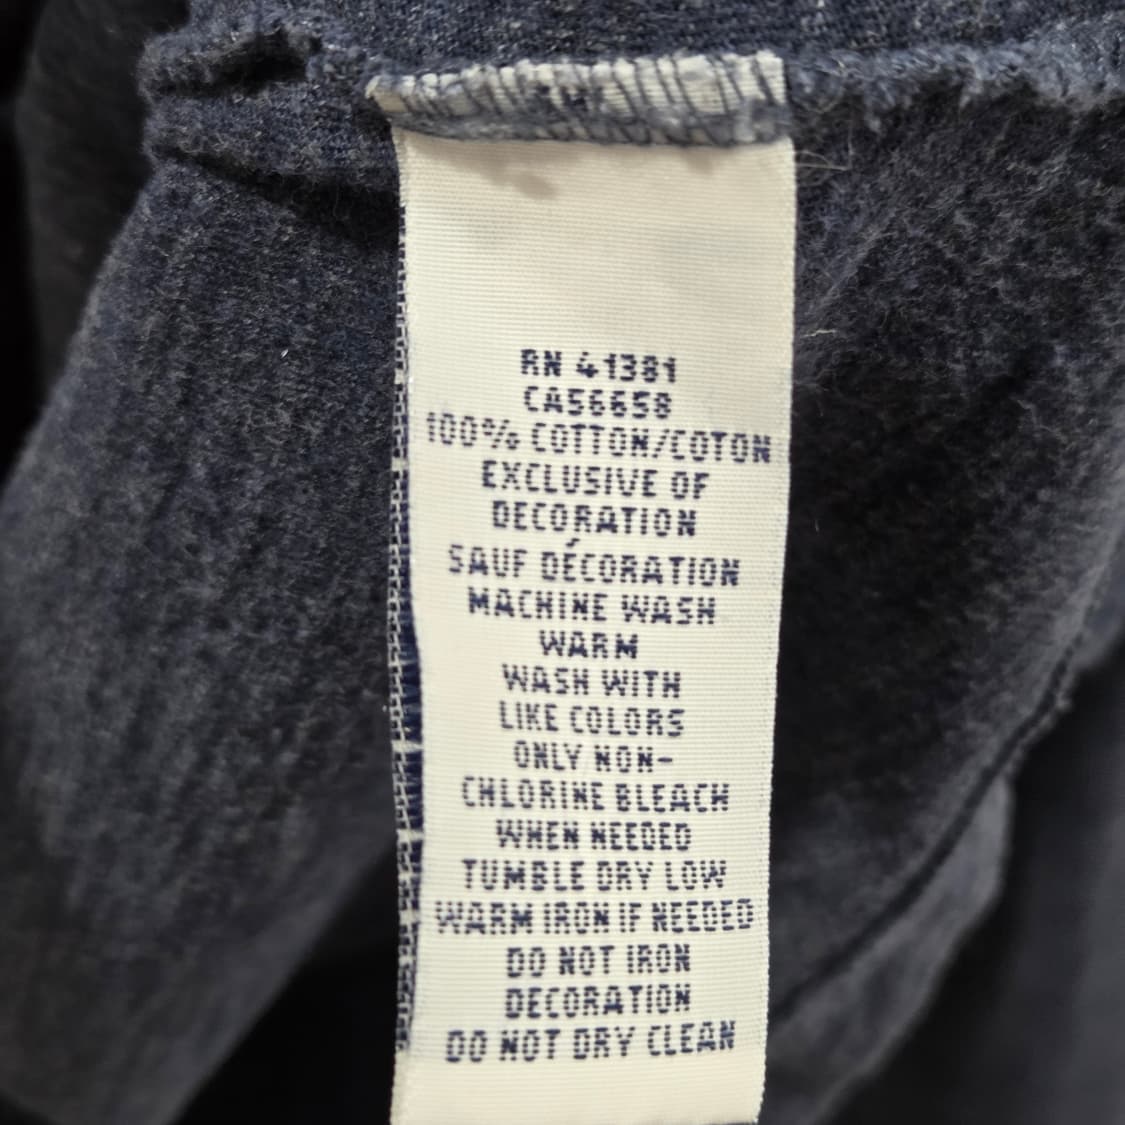 RN 41381
CA56658
100% COTTON/COTON
EXCLUSIVE OF
DECORATION
SAUF DÉCORATION
MACHINE WASH
WARM
WASH WITH
LIKE COLORS
ONLY NON-
CHLORINE BLEACH
WHEN NEEDED
TUMBLE DRY LOW
WARM IRON IF NEEDED
DO NOT IRON
DECORATION
DO NOT DRY CLEAN